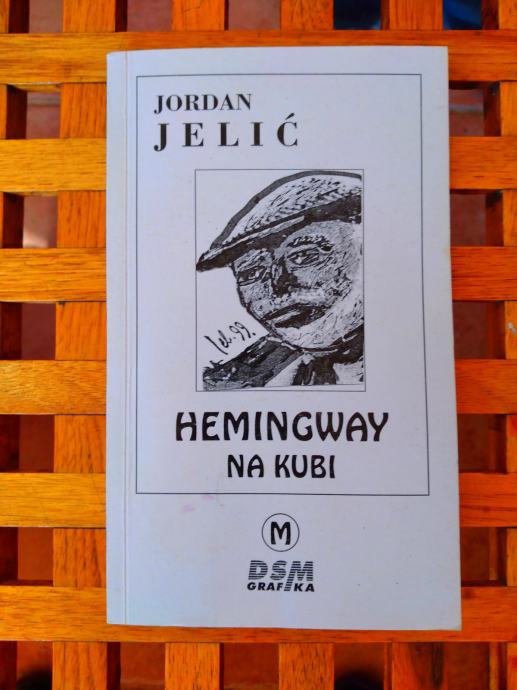 JORDAN
JELIĆ
Jel. 99.
HEMINGWAY
NA KUBI
M
DSM
GRAFIKA